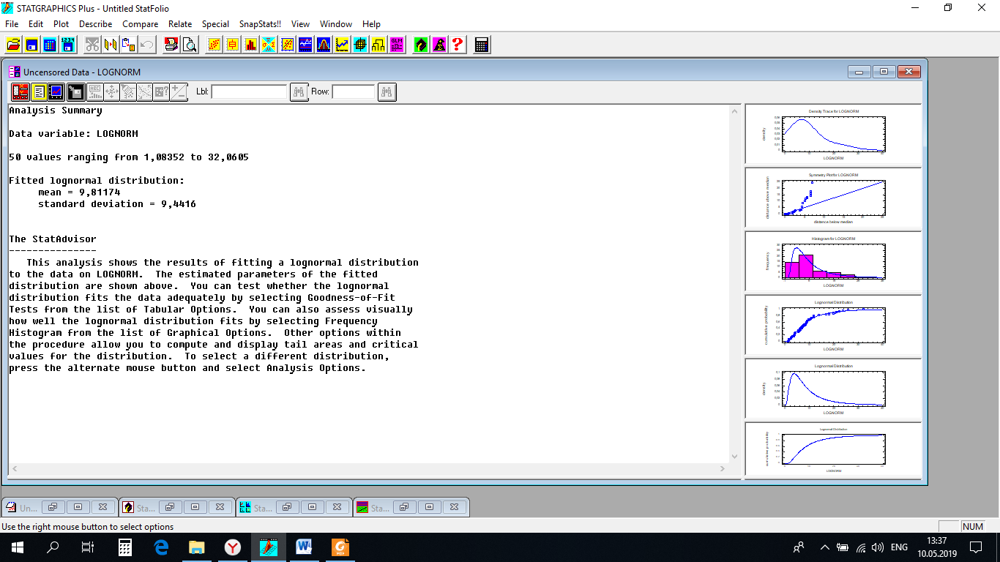 STATGRAPHICS Plus - Untitled StatFolio
File Edit Plot Describe Compare Relate Special SnapStats!! View Window Help
Uncensored Data - LOGNORM
Lbl: Row:
Analysis Summary
Data variable: LOGNORM
50 values ranging from 1,08352 to 32,0605
Fitted lognormal distribution:
mean = 9,81174
standard deviation = 9,4416
The StatAdvisor
---------------
This analysis shows the results of fitting a lognormal distribution
to the data on LOGNORM. The estimated parameters of the fitted
distribution are shown above. You can test whether the lognormal
distribution fits the data adequately by selecting Goodness-of-Fit
Tests from the list of Tabular Options. You can also assess visually
how well the lognormal distribution fits by selecting Frequency
Histogram from the list of Graphical Options. Other options within
the procedure allow you to compute and display tail areas and critical
values for the distribution. To select a different distribution,
press the alternate mouse button and select Analysis Options.
Density Trace for LOGNORM
density
LOGNORM
Symmetry Plot for LOGNORM
distance above median
distance below median
Histogram for LOGNORM
frequency
LOGNORM
Lognormal Distribution
cumulative probability
LOGNORM
Lognormal Distribution
density
LOGNORM
Lognormal Distribution
cumulative probability
LOGNORM
Un... Sta... Sta... Sta...
Use the right mouse button to select options
NUM
ENG
13:37
10.05.2019